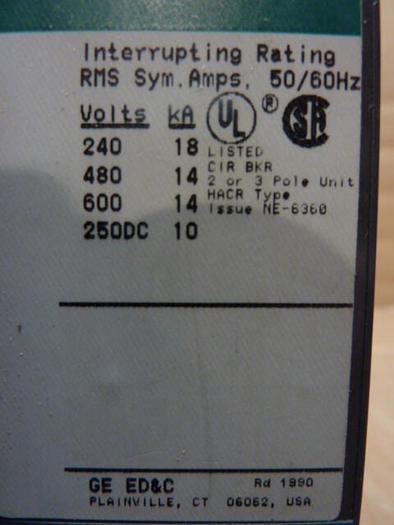 Interrupting Rating
RMS Sym. Amps, 50/60Hz
Volts kA UL ® SA
240 18 LISTED
CIR BKR
480 14 2 or 3 Pole Unit
HACR Type
600 14 Issue NE-6360
250DC 10
GE ED&C Rd 1990
PLAINVILLE, CT 06062, USA